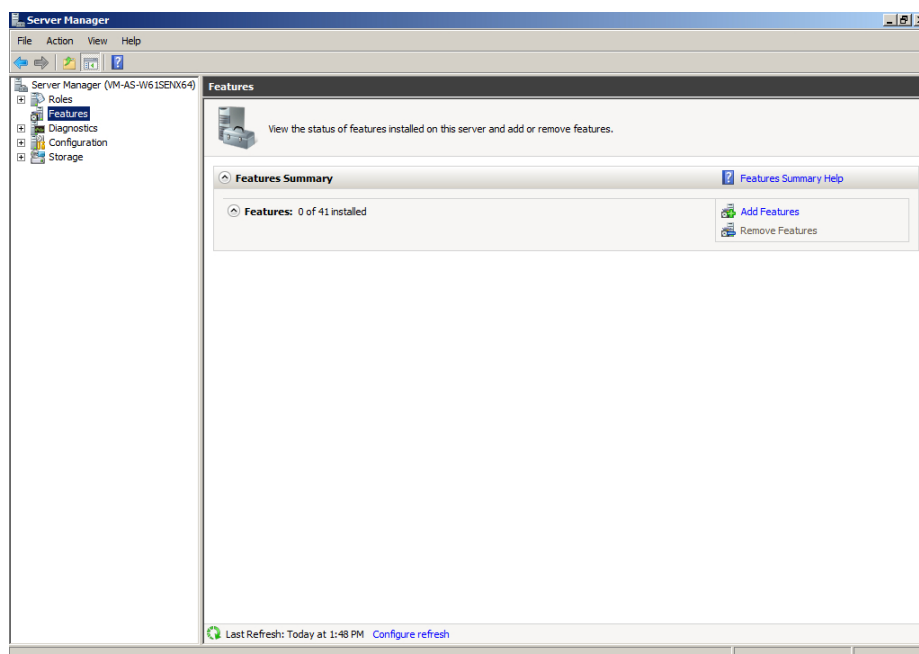 Server Manager
File Action View Help
Server Manager (VM-AS-W61SENX64)
Roles
Features
Diagnostics
Configuration
Storage
Features
View the status of features installed on this server and add or remove features.
Features Summary
Features Summary Help
Features: 0 of 41 installed
Add Features
Remove Features
Last Refresh: Today at 1:48 PM Configure refresh